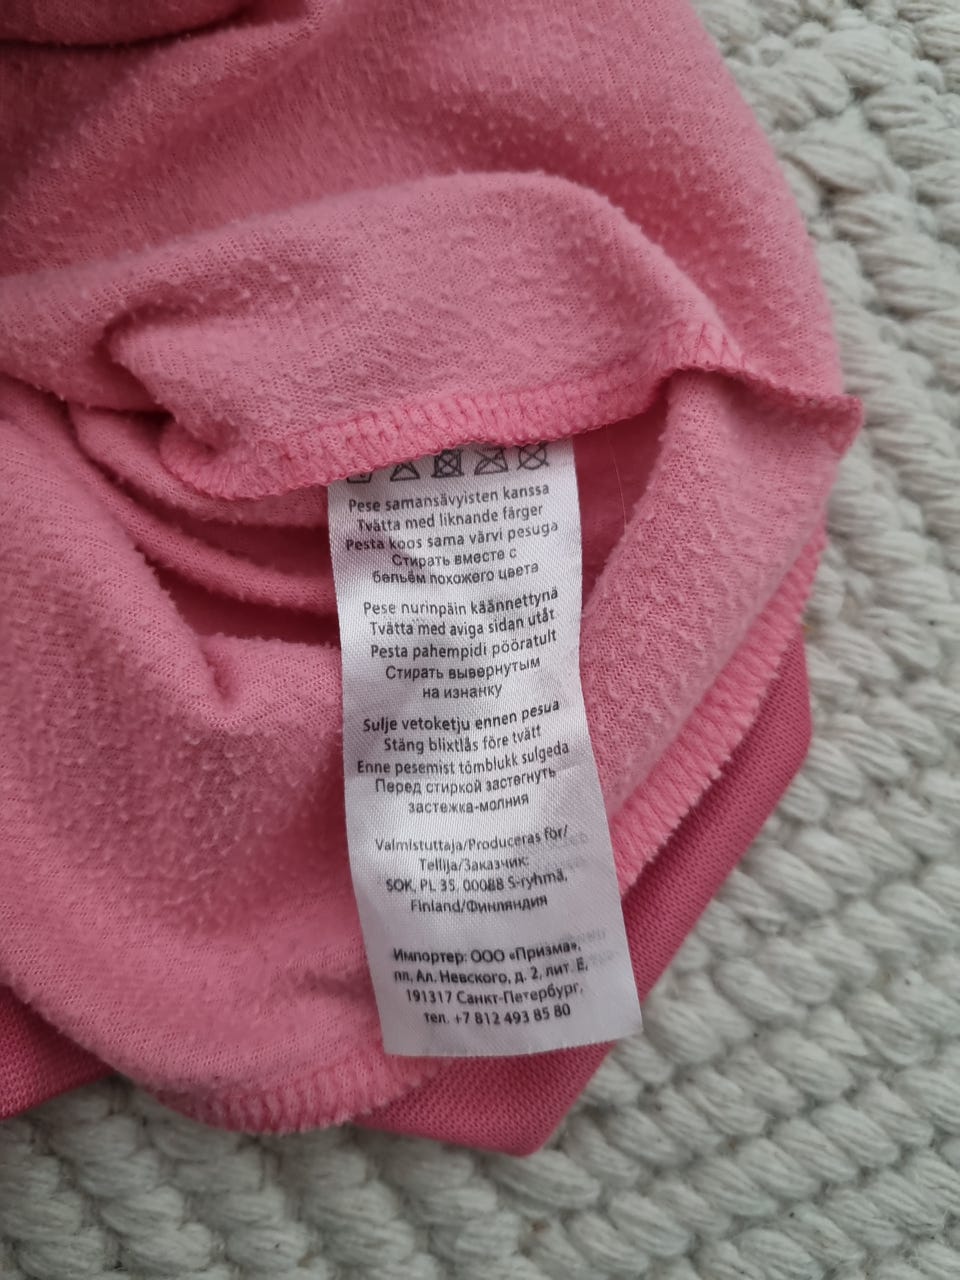 Pese samansävyisten kanssa
Tvätta med liknande färger
Pesta koos sama värvi pesuga
Стирать вместе с
бельём похожего цвета
Pese nurinpäin käännettynä
Tvätta med aviga sidan utåt
Pesta pahempidi pööratult
Стирать вывернутым
на изнанку
Sulje vetoketju ennen pesua
Stäng blixtlås före tvätt
Enne pesemist tõmblukk sulgeda
Перед стиркой застегнуть
застежка-молния
Valmistuttaja/Produceras för/
Tellija/Заказчик:
SOK, PL 35, 00088 S-ryhmä,
Finland/Финляндия
Импортер: ООО «Призма»,
пл. Ал. Невского, д. 2, лит. Е,
191317 Санкт-Петербург,
тел. +7 812 493 85 80